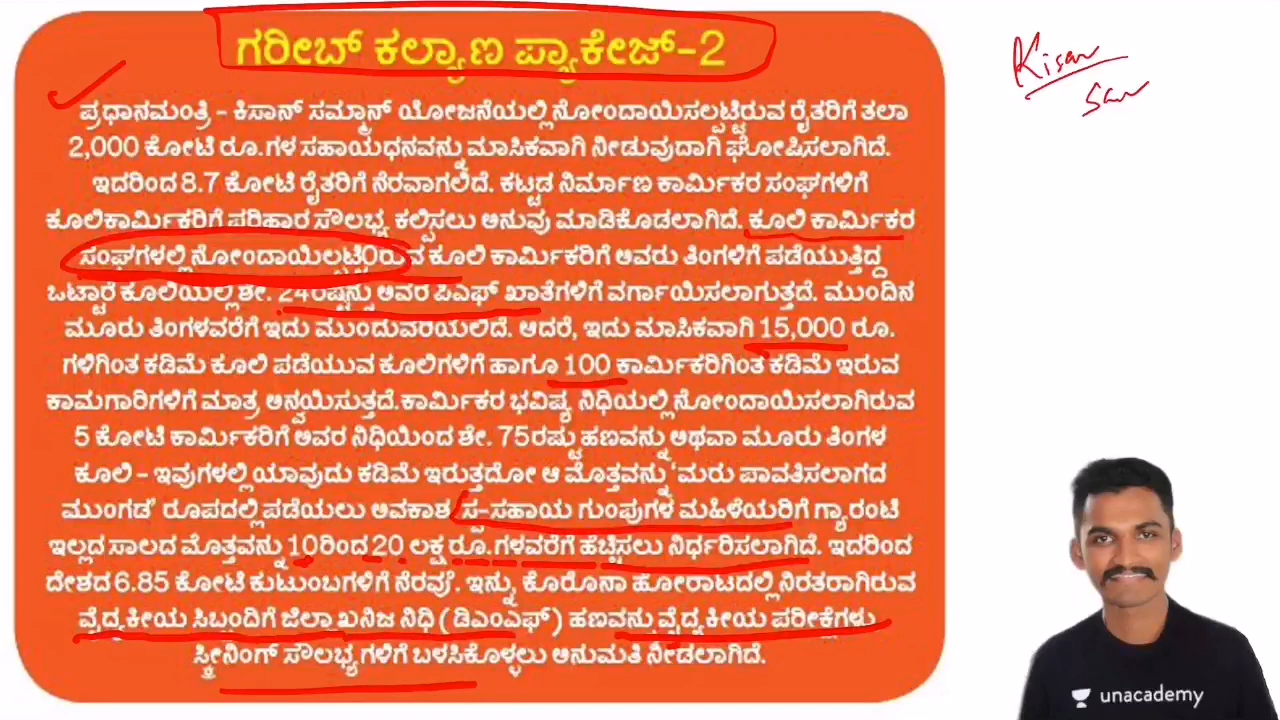 ಗರೀಬ್ ಕಲ್ಯಾಣ ಪ್ಯಾಕೇಜ್-2
ಪ್ರಧಾನಮಂತ್ರಿ - ಕಿಸಾನ್ ಸಮ್ಮಾನ್ ಯೋಜನೆಯಲ್ಲಿ ನೋಂದಾಯಿಸಲ್ಪಟ್ಟಿರುವ ರೈತರಿಗೆ ತಲಾ
2,000 ಕೋಟಿ ರೂ.ಗಳ ಸಹಾಯಧನವನ್ನು ಮಾಸಿಕವಾಗಿ ನೀಡುವುದಾಗಿ ಘೋಷಿಸಲಾಗಿದೆ.
ಇದರಿಂದ 8.7 ಕೋಟಿ ರೈತರಿಗೆ ನೆರವಾಗಲಿದೆ. ಕಟ್ಟಡ ನಿರ್ಮಾಣ ಕಾರ್ಮಿಕರ ಸಂಘಗಳಿಗೆ
ಕೂಲಿಕಾರ್ಮಿಕರಿಗೆ ಪರಿಹಾರ ಸೌಲಭ್ಯ ಕಲ್ಪಿಸಲು ಅನುವು ಮಾಡಿಕೊಡಲಾಗಿದೆ. ಕೂಲಿ ಕಾರ್ಮಿಕರ
ಸಂಘಗಳಲ್ಲಿ ನೋಂದಾಯಿಲ್ಪಟ್ಟಿರುವ ಕೂಲಿ ಕಾರ್ಮಿಕರಿಗೆ ಅವರು ತಿಂಗಳಿಗೆ ಪಡೆಯುತ್ತಿದ್ದ
ಒಟ್ಟಾರೆ ಕೂಲಿಯಲ್ಲಿ ಶೇ. 24ರಷ್ಟನ್ನು ಅವರ ಪಿಎಫ್ ಖಾತೆಗಳಿಗೆ ವರ್ಗಾಯಿಸಲಾಗುತ್ತದೆ. ಮುಂದಿನ
ಮೂರು ತಿಂಗಳವರೆಗೆ ಇದು ಮುಂದುವರಿಯಲಿದೆ. ಆದರೆ, ಇದು ಮಾಸಿಕವಾಗಿ 15,000 ರೂ.
ಗಳಿಗಿಂತ ಕಡಿಮೆ ಕೂಲಿ ಪಡೆಯುವ ಕೂಲಿಗಳಿಗೆ ಹಾಗೂ 100 ಕಾರ್ಮಿಕರಿಗಿಂತ ಕಡಿಮೆ ಇರುವ
ಕಾಮಗಾರಿಗಳಿಗೆ ಮಾತ್ರ ಅನ್ವಯಿಸುತ್ತದೆ.ಕಾರ್ಮಿಕರ ಭವಿಷ್ಯ ನಿಧಿಯಲ್ಲಿ ನೋಂದಾಯಿಸಲಾಗಿರುವ
5 ಕೋಟಿ ಕಾರ್ಮಿಕರಿಗೆ ಅವರ ನಿಧಿಯಿಂದ ಶೇ. 75ರಷ್ಟು ಹಣವನ್ನು ಅಥವಾ ಮೂರು ತಿಂಗಳ
ಕೂಲಿ - ಇವುಗಳಲ್ಲಿ ಯಾವುದು ಕಡಿಮೆ ಇರುತ್ತದೋ ಆ ಮೊತ್ತವನ್ನು 'ಮರು ಪಾವತಿಸಲಾಗದ
ಮುಂಗಡ' ರೂಪದಲ್ಲಿ ಪಡೆಯಲು ಅವಕಾಶ. ಸ್ವ-ಸಹಾಯ ಗುಂಪುಗಳ ಮಹಿಳೆಯರಿಗೆ ಗ್ಯಾರಂಟಿ
ಇಲ್ಲದ ಸಾಲದ ಮೊತ್ತವನ್ನು 10ರಿಂದ 20 ಲಕ್ಷ ರೂ.ಗಳವರೆಗೆ ಹೆಚ್ಚಿಸಲು ನಿರ್ಧರಿಸಲಾಗಿದೆ. ಇದರಿಂದ
ದೇಶದ 6.85 ಕೋಟಿ ಕುಟುಂಬಗಳಿಗೆ ನೆರವು'. ಇನ್ನು ಕೊರೊನಾ ಹೋರಾಟದಲ್ಲಿ ನಿರತರಾಗಿರುವ
ವೈದ್ಯಕೀಯ ಸಿಬ್ಬಂದಿಗೆ ಜಿಲ್ಲಾ ಖನಿಜ ನಿಧಿ (ಡಿಎಂಎಫ್) ಹಣವನ್ನು ವೈದ್ಯಕೀಯ ಪರೀಕ್ಷೆಗಳು
ಸ್ಕ್ರೀನಿಂಗ್ ಸೌಲಭ್ಯಗಳಿಗೆ ಬಳಸಿಕೊಳ್ಳಲು ಅನುಮತಿ ನೀಡಲಾಗಿದೆ.
Kisan
unacademy